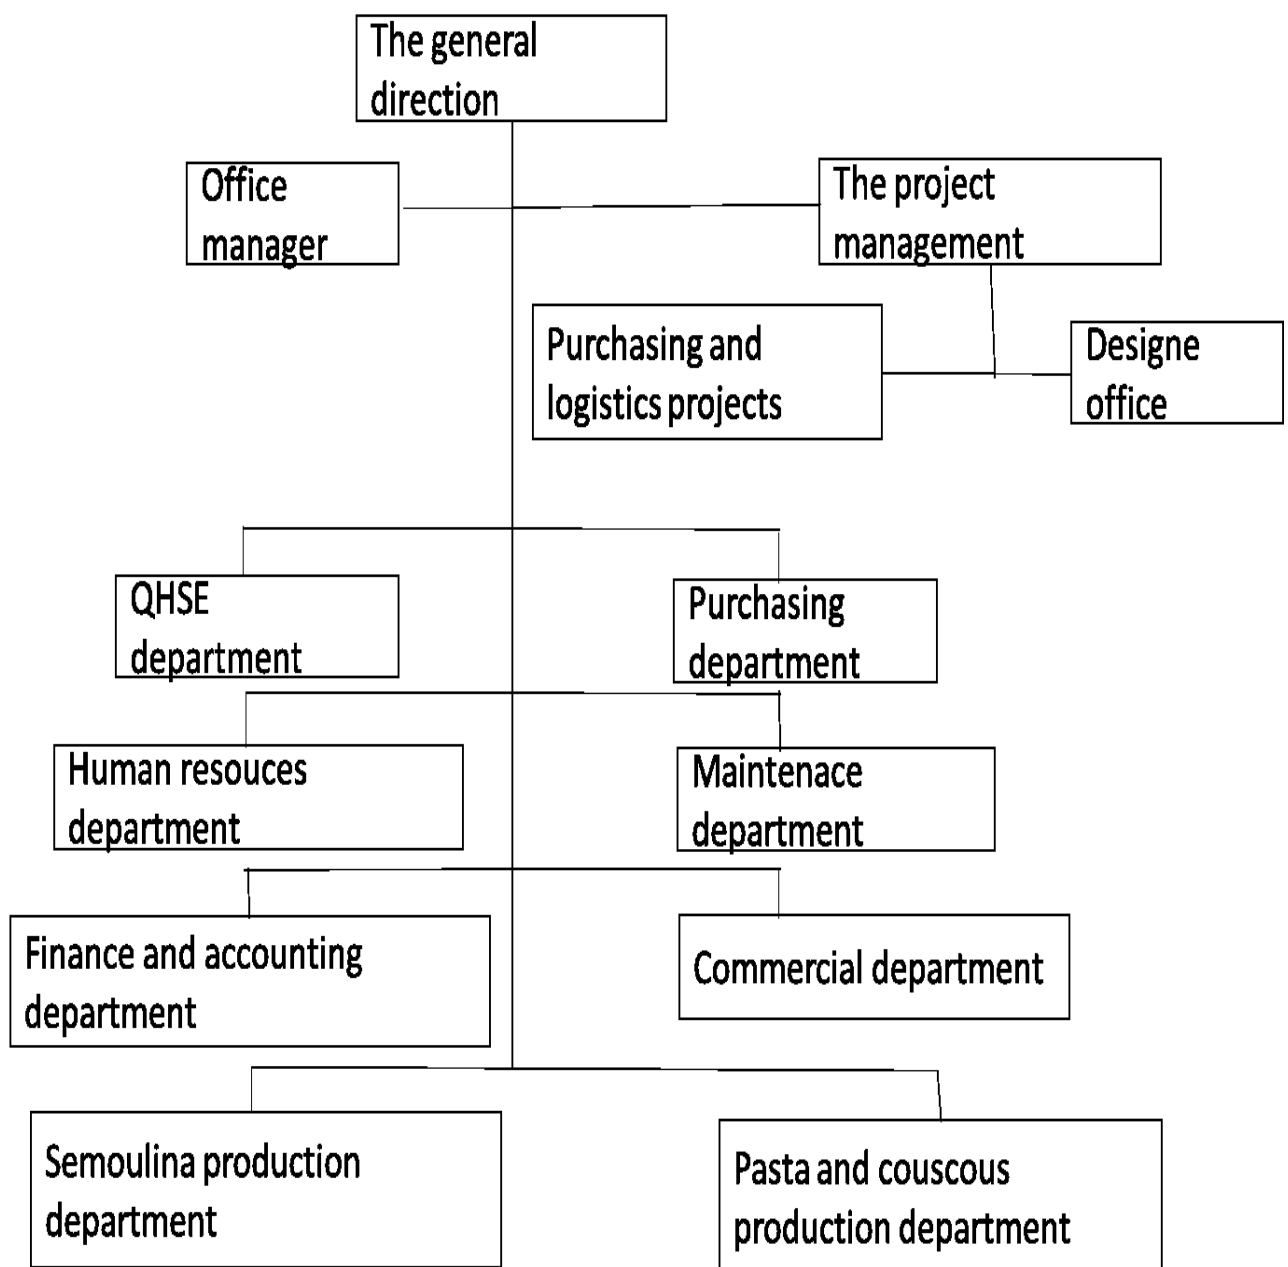 The general
direction
Office
manager
The project
management
Purchasing and
logistics projects
Designe
office
QHSE
department
Purchasing
department
Human resouces
department
Maintenace
department
Finance and accounting
department
Commercial department
Semoulina production
department
Pasta and couscous
production department